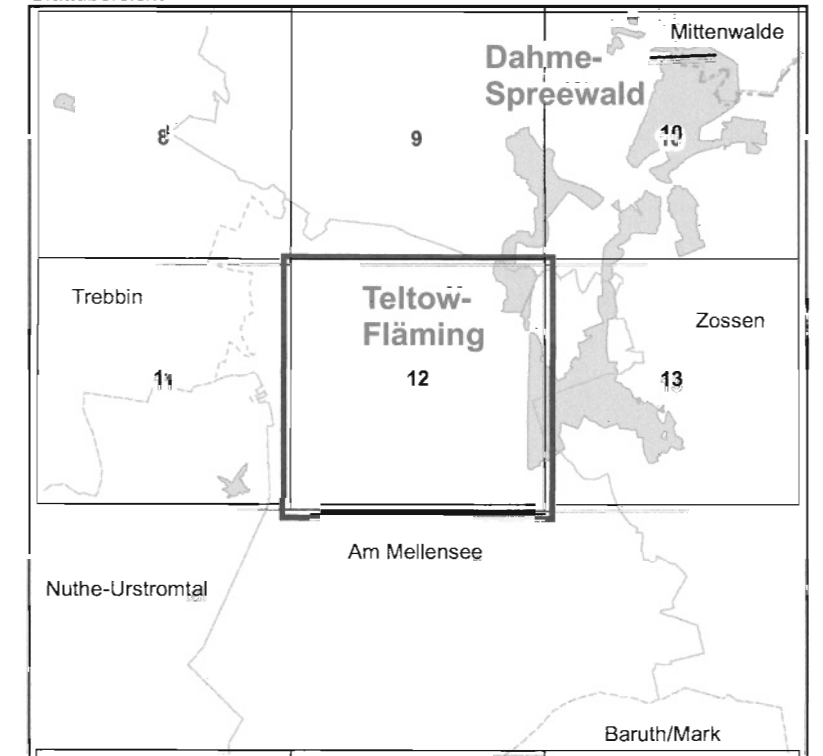 Mittenwalde
Dahme-
Spreewald
8
9
10
Trebbin
Teltow-
Fläming
Zossen
11
12
13
Am Mellensee
Nuthe-Urstromtal
Baruth/Mark